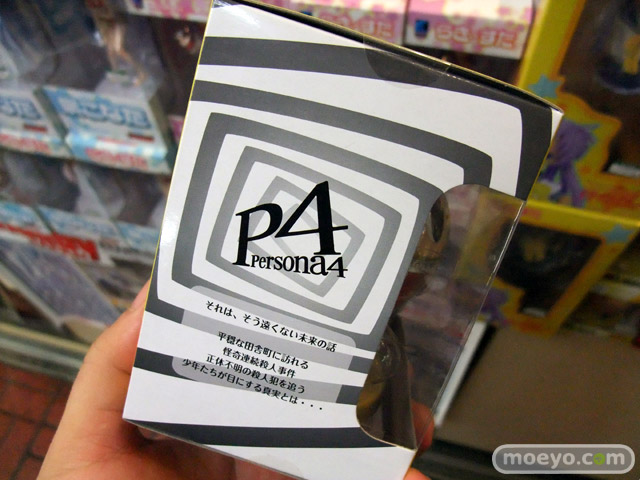 P4
Persona4
それは、そう遠くない未来の話
平穏な田舎町に訪れる
怪奇連続殺人事件
正体不明の殺人犯を追う
少年たちが目にする真実とは・・・
moeyo.com